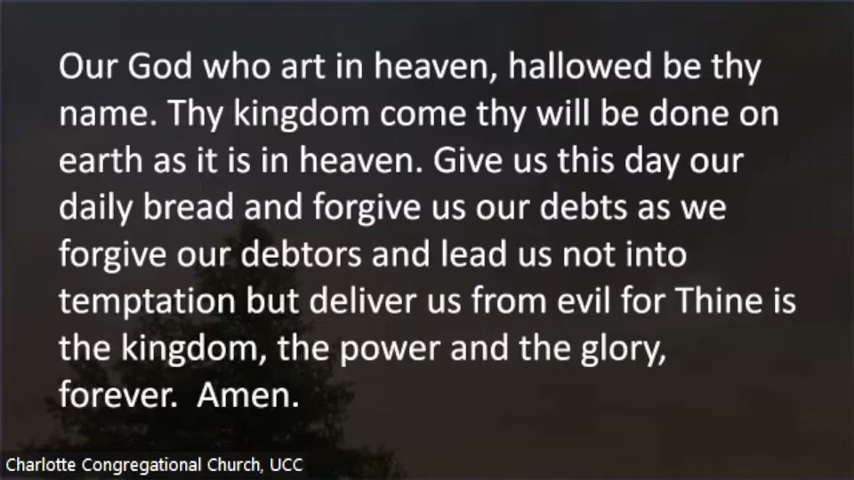 Our God who art in heaven, hallowed be thy
name. Thy kingdom come thy will be done on
earth as it is in heaven. Give us this day our
daily bread and forgive us our debts as we
forgive our debtors and lead us not into
temptation but deliver us from evil for Thine is
the kingdom, the power and the glory,
forever.  Amen.
Charlotte Congregational Church, UCC